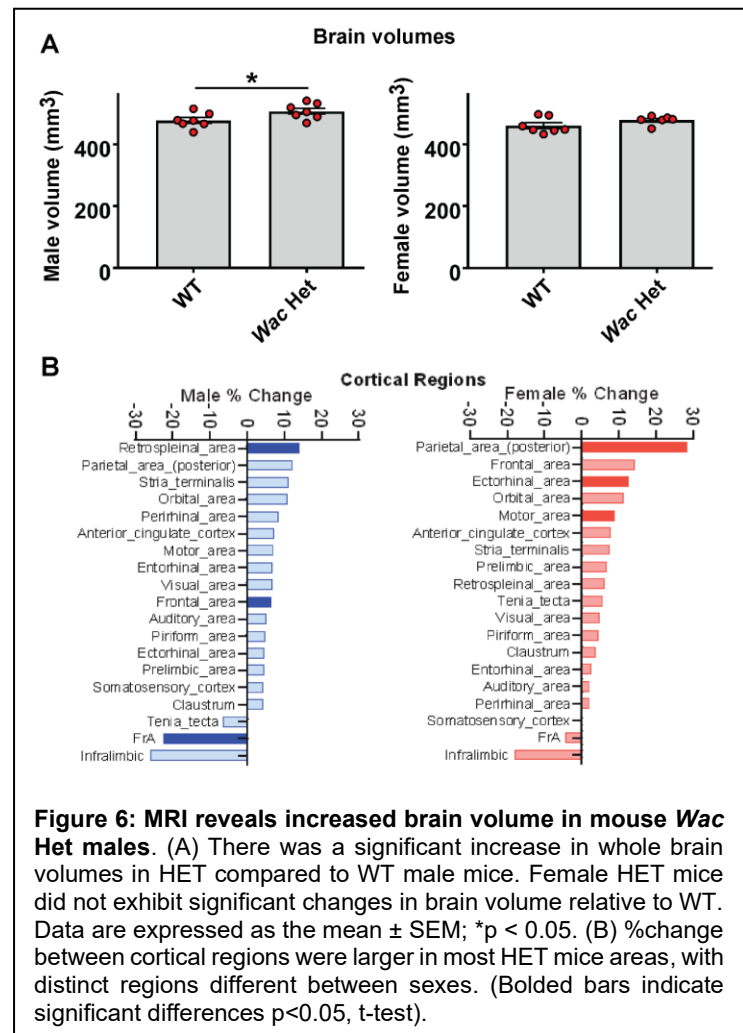 A
Brain volumes
*
Male volume (mm3)
400
200
0
WT
Wac Het
Female volume (mm3)
400
200
0
WT
Wac Het
B
Cortical Regions
Male % Change
-30 -20 -10 0 10 20 30
Retrospleinal_area
Parietal_area_(posterior)
Stria_terminalis
Orbital_area
Perirhinal_area
Anterior_cingulate_cortex
Motor_area
Entorhinal_area
Visual_area
Frontal_area
Auditory_area
Piriform_area
Ectorhinal_area
Prelimbic_area
Somatosensory_cortex
Claustrum
Tenia_tecta
FrA
Infralimbic
Female % Change
-30 -20 -10 0 10 20 30
Parietal_area_(posterior)
Frontal_area
Ectorhinal_area
Orbital_area
Motor_area
Anterior_cingulate_cortex
Stria_terminalis
Prelimbic_area
Retrospleinal_area
Tenia_tecta
Visual_area
Piriform_area
Claustrum
Entorhinal_area
Auditory_area
Perirhinal_area
Somatosensory_cortex
FrA
Infralimbic
Figure 6: MRI reveals increased brain volume in mouse Wac
Het males. (A) There was a significant increase in whole brain
volumes in HET compared to WT male mice. Female HET mice
did not exhibit significant changes in brain volume relative to WT.
Data are expressed as the mean ± SEM; *p < 0.05. (B) %change
between cortical regions were larger in most HET mice areas, with
distinct regions different between sexes. (Bolded bars indicate
significant differences p<0.05, t-test).